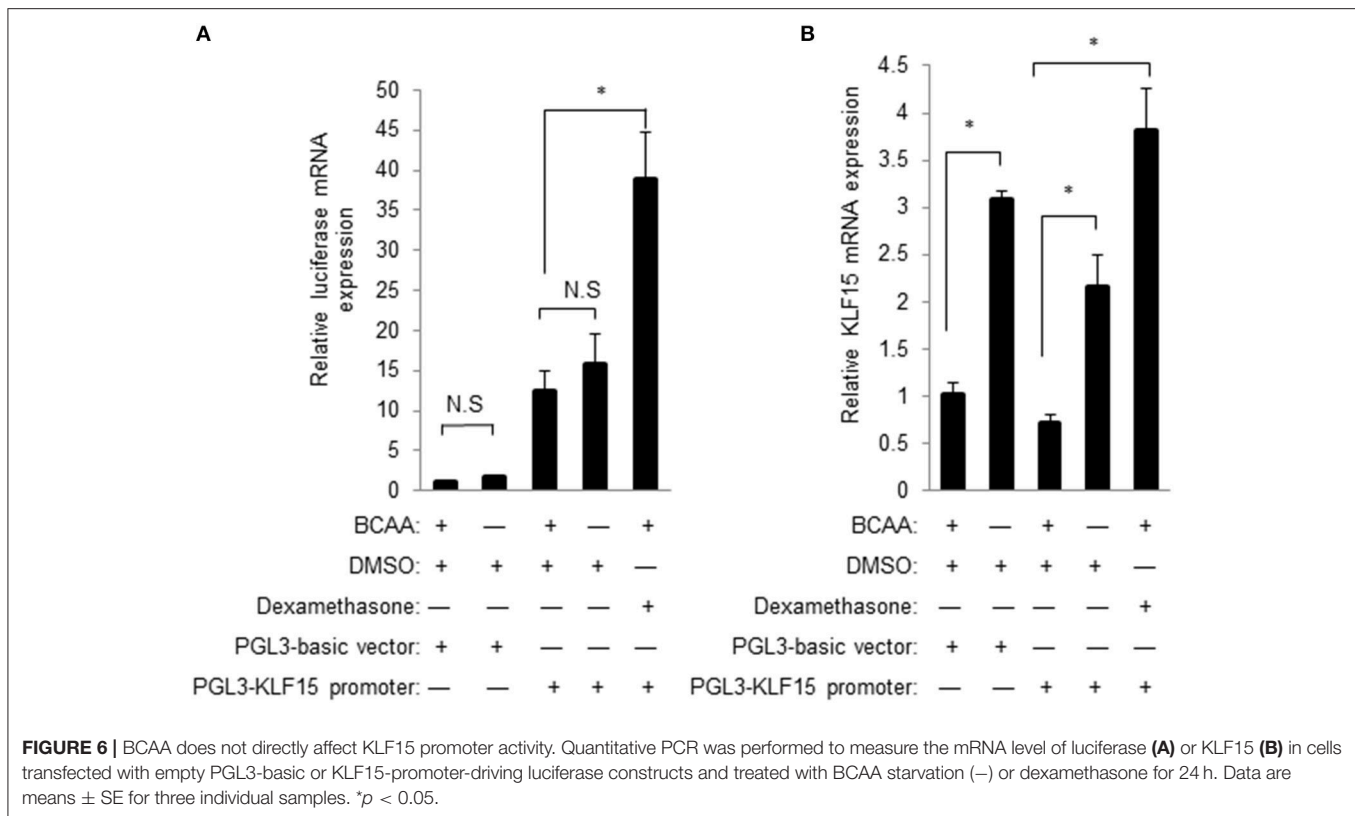 A
Relative luciferase mRNA
expression
50
45
40
35
30
25
20
15
10
5
0
N.S
N.S
*
BCAA: + — + — +
DMSO: + + + + —
Dexamethasone: — — — — +
PGL3-basic vector: + + — — —
PGL3-KLF15 promoter: — — + + +
B
Relative KLF15 mRNA expression
4.5
4
3.5
3
2.5
2
1.5
1
0.5
0
*
*
*
BCAA: + — + — +
DMSO: + + + + —
Dexamethasone: — — — — +
PGL3-basic vector: + + — — —
PGL3-KLF15 promoter: — — + + +
FIGURE 6 | BCAA does not directly affect KLF15 promoter activity. Quantitative PCR was performed to measure the mRNA level of luciferase (A) or KLF15 (B) in cells
transfected with empty PGL3-basic or KLF15-promoter-driving luciferase constructs and treated with BCAA starvation (−) or dexamethasone for 24 h. Data are
means ± SE for three individual samples. *p < 0.05.